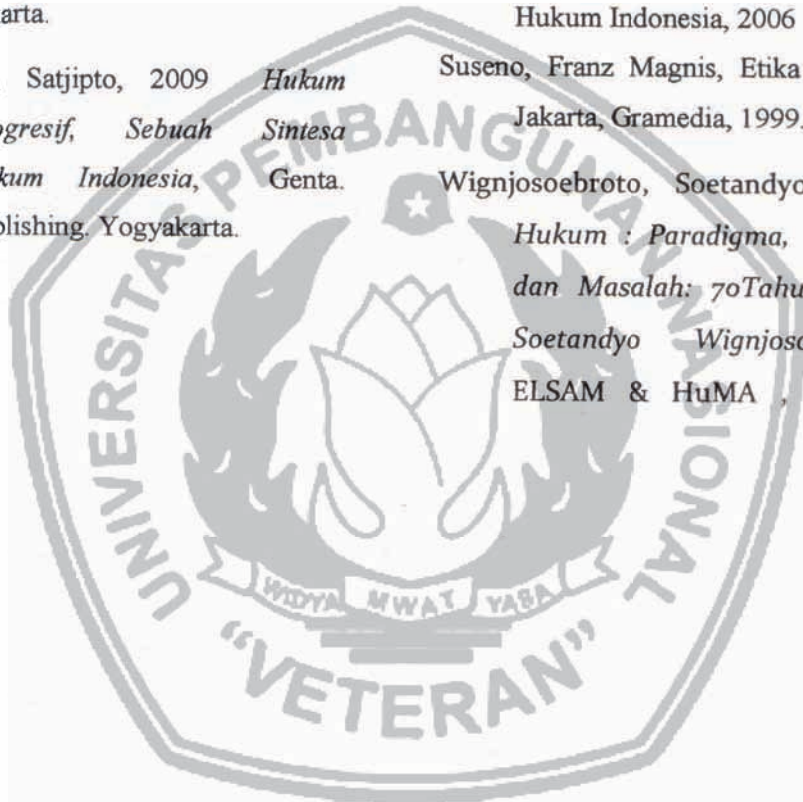 arta.
Satjipto, 2009 Hukum
ogresif, Sebuah Sintesa
kum Indonesia, Genta.
olishing. Yogyakarta.
Hukum Indonesia, 2006
Suseno, Franz Magnis, Etika
Jakarta, Gramedia, 1999.
Wignjosoebroto, Soetandyo
Hukum : Paradigma,
dan Masalah: 70Tahu
Soetandyo Wignjoso
ELSAM & HuMA ,
UNIVERSITAS PEMBANGUNAN NASIONAL
WIDYA MWAT YASA
“VETERAN”